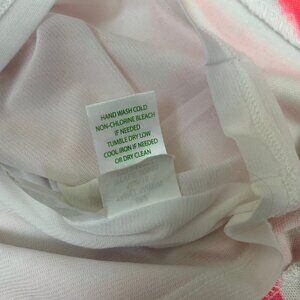 HAND WASH COLD
NON-CHLORINE BLEACH
IF NEEDED
TUMBLE DRY LOW
COOL IRON IF NEEDED
OR DRY CLEAN